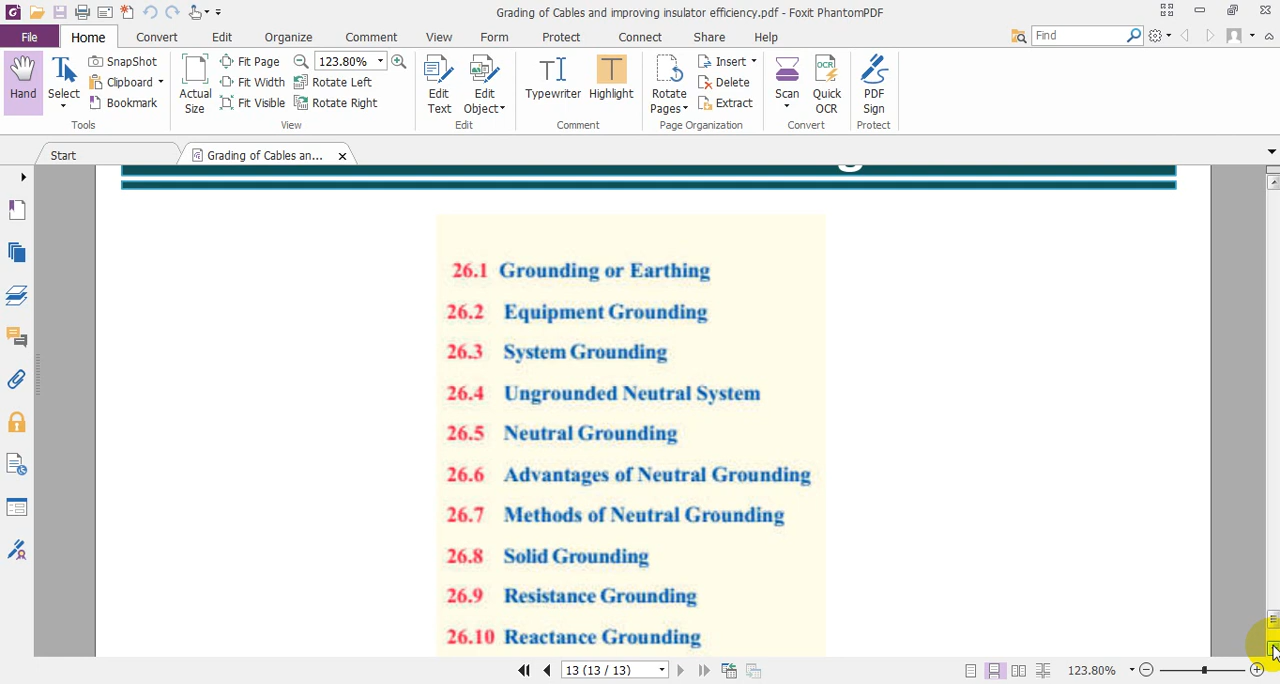 Grading of Cables and improving insulator efficiency.pdf - Foxit PhantomPDF
File Home Convert Edit Organize Comment View Form Protect Connect Share Help Find
Hand
Select
SnapShot
Clipboard
Bookmark
Tools
Actual Size
Fit Page
Fit Width
Fit Visible
123.80%
Rotate Left
Rotate Right
View
Edit Text
Edit Object
Edit
Typewriter
Highlight
Comment
Rotate Pages
Insert
Delete
Extract
Page Organization
Scan
Quick OCR
Convert
PDF Sign
Protect
Start
Grading of Cables an...
26.1 Grounding or Earthing
26.2 Equipment Grounding
26.3 System Grounding
26.4 Ungrounded Neutral System
26.5 Neutral Grounding
26.6 Advantages of Neutral Grounding
26.7 Methods of Neutral Grounding
26.8 Solid Grounding
26.9 Resistance Grounding
26.10 Reactance Grounding
13 (13 / 13)
123.80%